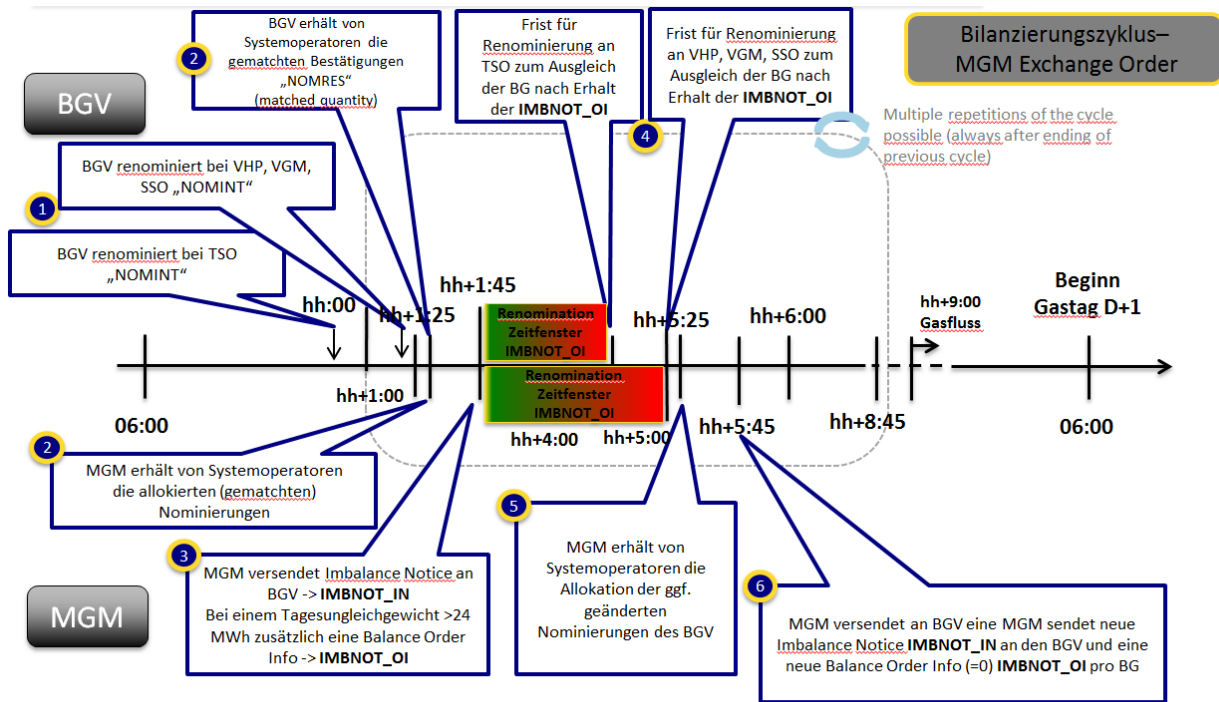 Bilanzierungszyklus–
MGM Exchange Order
BGV
2
BGV erhält von
Systemoperatoren die
gematchten Bestätigungen
„NOMRES“
(matched quantity)
Frist für
Renominierung an
TSO zum Ausgleich
der BG nach Erhalt
der IMBNOT_OI
4
Frist für Renominierung
an VHP, VGM, SSO zum
Ausgleich der BG nach
Erhalt der IMBNOT_OI
Multiple repetitions of the cycle
possible (always after ending of
previous cycle)
1
BGV renominiert bei VHP, VGM,
SSO „NOMINT“
BGV renominiert bei TSO
„NOMINT“
hh:00
hh+1:25
hh+1:45
Renomination
Zeitfenster
IMBNOT_OI
hh+5:25
hh+6:00
hh+9:00
Gasfluss
Beginn
Gastag D+1
06:00
hh+1:00
Renomination
Zeitfenster
IMBNOT_OI
hh+4:00
hh+5:00
hh+5:45
hh+8:45
06:00
2
MGM erhält von Systemoperatoren
die allokierten (gematchten)
Nominierungen
MGM
3
MGM versendet Imbalance Notice an
BGV -> IMBNOT_IN
Bei einem Tagesungleichgewicht >24
MWh zusätzlich eine Balance Order
Info -> IMBNOT_OI
5
MGM erhält von
Systemoperatoren die
Allokation der ggf.
geänderten
Nominierungen des BGV
6
MGM versendet an BGV eine MGM sendet neue
Imbalance Notice IMBNOT_IN an den BGV und eine
neue Balance Order Info (=0) IMBNOT_OI pro BG